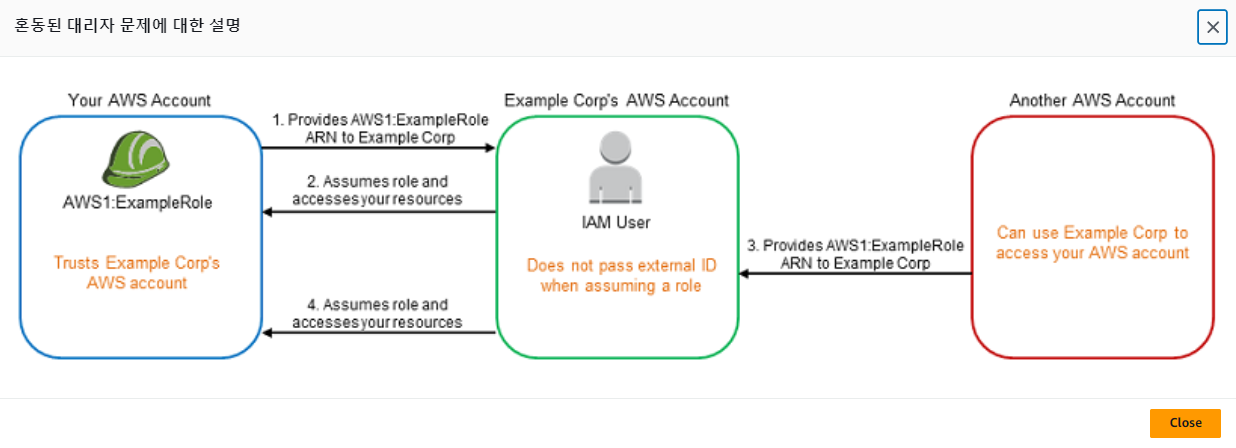 혼동된 대리자 문제에 대한 설명
Your AWS Account
Example Corp's AWS Account
Another AWS Account
1. Provides AWS1:ExampleRole
ARN to Example Corp
2. Assumes role and
accesses your resources
AWS1:ExampleRole
IAM User
Trusts Example Corp's
AWS account
Does not pass external ID
when assuming a role
3. Provides AWS1:ExampleRole
ARN to Example Corp
Can use Example Corp to
access your AWS account
4. Assumes role and
accesses your resources
Close